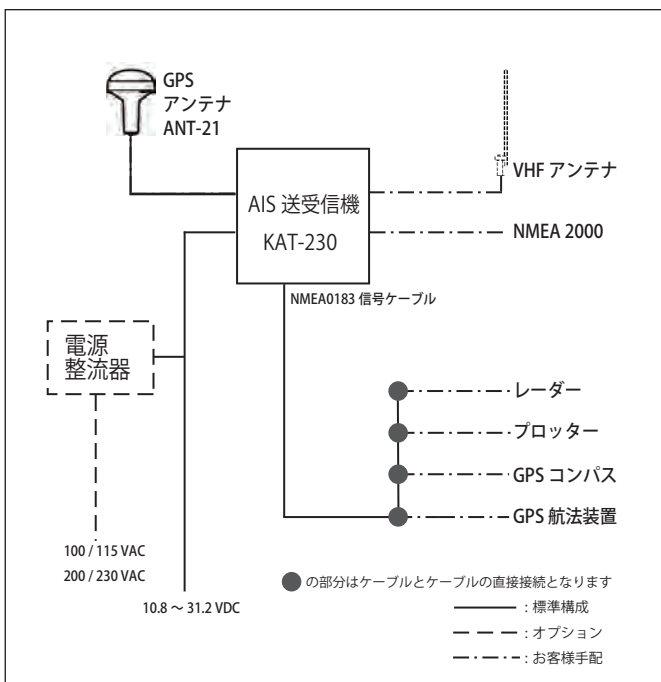 GPS
アンテナ
ANT-21
VHF アンテナ
AIS 送受信機
KAT-230
NMEA 2000
NMEA0183 信号ケーブル
電源
整流器
レーダー
プロッター
GPS コンパス
GPS 航法装置
100 / 115 VAC
200 / 230 VAC
10.8 ～ 31.2 VDC
● の部分はケーブルとケーブルの直接接続となります
: 標準構成
: オプション
: お客様手配